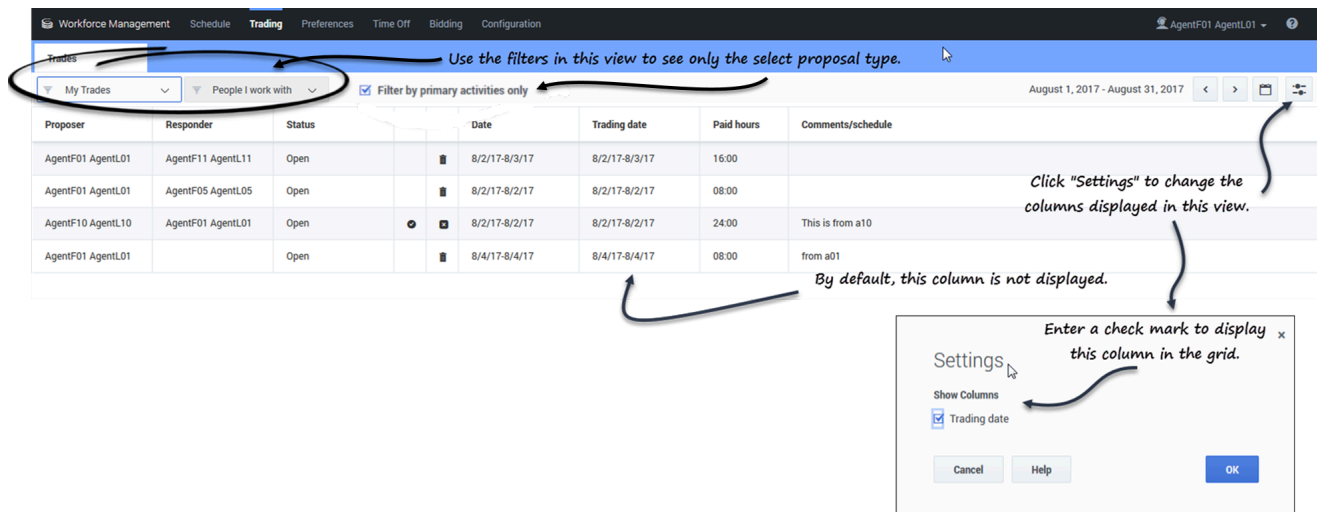 Workforce Management Schedule Trading Preferences Time Off Bidding Configuration AgentF01 AgentL01 ?
Trades
Use the filters in this view to see only the select proposal type.
My Trades People I work with Filter by primary activities only August 1, 2017 - August 31, 2017
Proposer Responder Status Date Trading date Paid hours Comments/schedule
AgentF01 AgentL01 AgentF11 AgentL11 Open 8/2/17-8/3/17 8/2/17-8/3/17 16:00
AgentF01 AgentL01 AgentF05 AgentL05 Open 8/2/17-8/2/17 8/2/17-8/2/17 08:00
AgentF10 AgentL10 AgentF01 AgentL01 Open 8/2/17-8/2/17 8/2/17-8/2/17 24:00 This is from a10
AgentF01 AgentL01 Open 8/4/17-8/4/17 8/4/17-8/4/17 08:00 from a01
Click "Settings" to change the
columns displayed in this view.
By default, this column is not displayed.
Enter a check mark to display
this column in the grid.
Settings
Show Columns
Trading date
Cancel Help OK